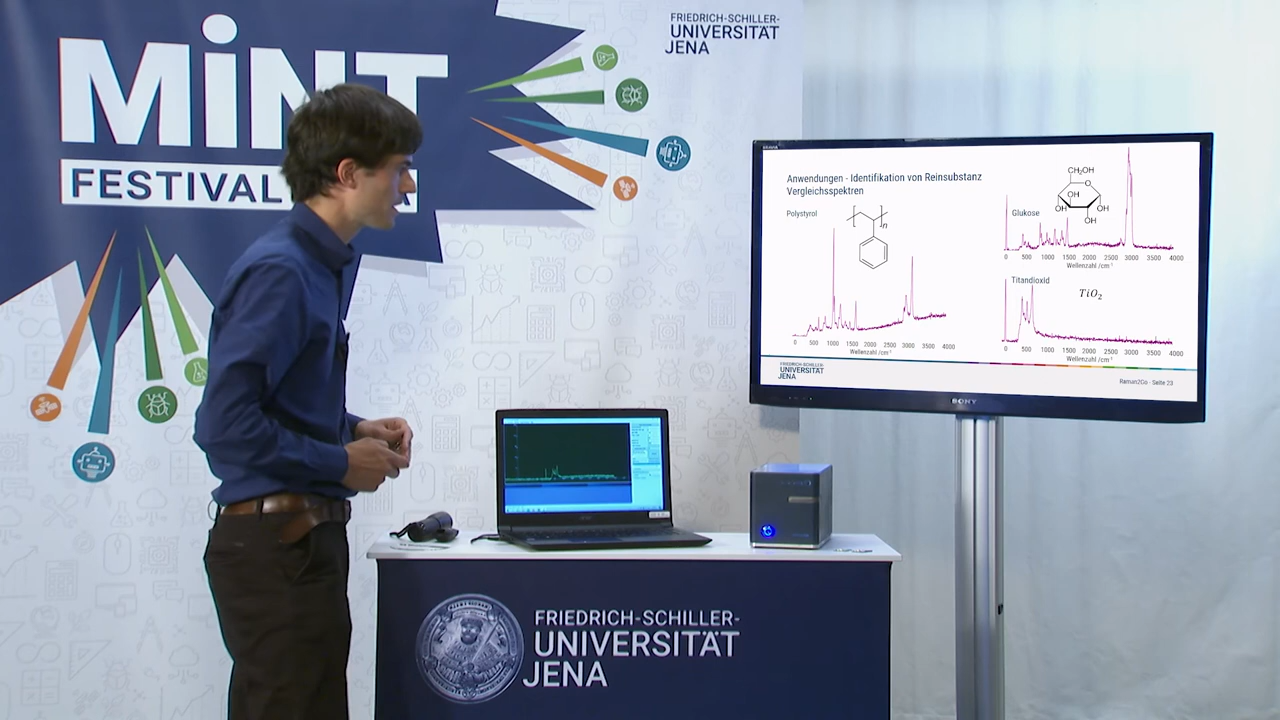 MiNT
FESTIVAL
FRIEDRICH-SCHILLER-
UNIVERSITÄT
JENA
Anwendungen - Identifikation von Reinsubstanz
Vergleichsspektren
Polystyrol
n
0 500 1000 1500 2000 2500 3000 3500 4000
Wellenzahl /cm⁻¹
Glukose
CH₂OH
O
OH
OH
OH
OH
0 500 1000 1500 2000 2500 3000 3500 4000
Wellenzahl /cm⁻¹
Titandioxid
TiO₂
0 500 1000 1500 2000 2500 3000 3500 4000
Wellenzahl /cm⁻¹
FRIEDRICH-SCHILLER-
UNIVERSITÄT
JENA
Raman2Go - Seite 23
SONY
FRIEDRICH-SCHILLER-
UNIVERSITÄT
JENA